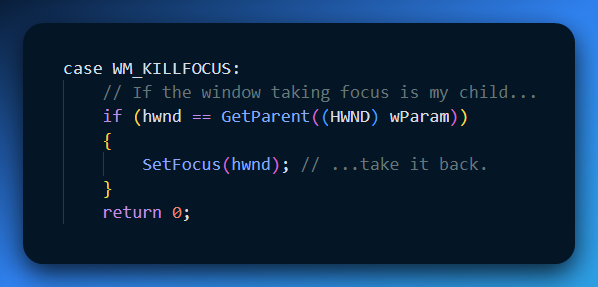 case WM_KILLFOCUS:
    // If the window taking focus is my child...
    if (hwnd == GetParent((HWND) wParam))
    {
        SetFocus(hwnd); // ...take it back.
    }
    return 0;